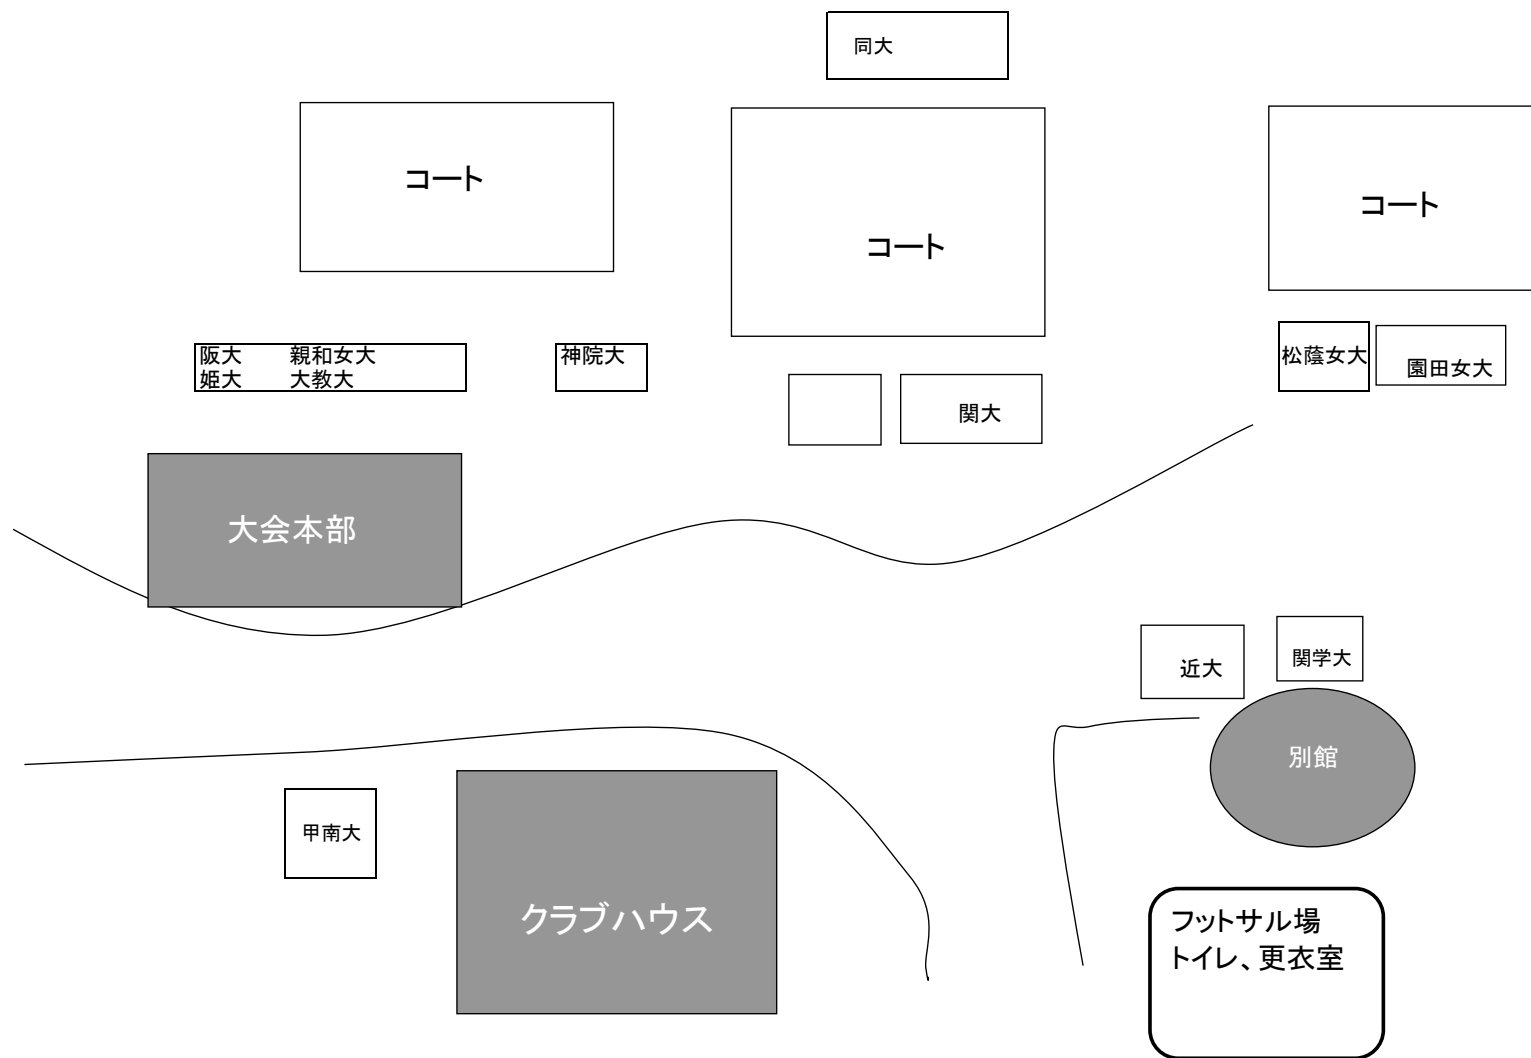 同大
コート
コート
コート
阪大　　親和女大
姫大　　大教大
神院大
松蔭女大
園田女大
関大
大会本部
近大
関学大
別館
甲南大
クラブハウス
フットサル場
トイレ、更衣室